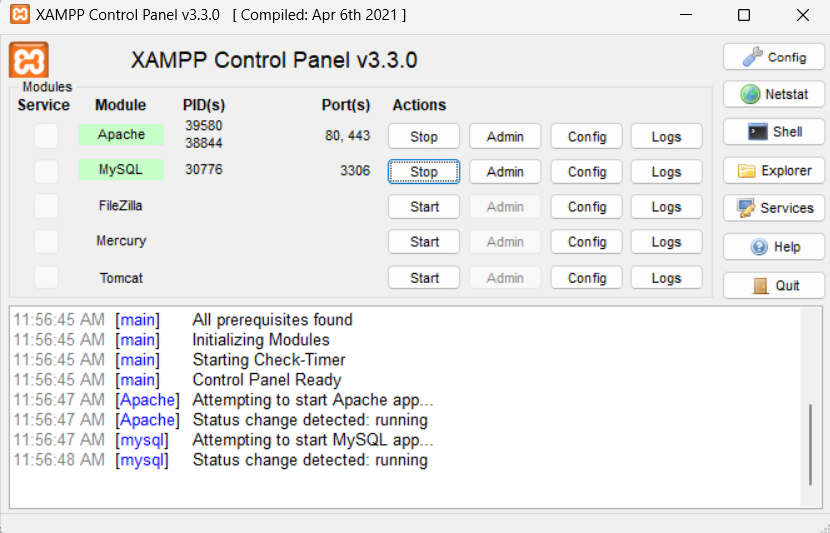 XAMPP Control Panel v3.3.0 [ Compiled: Apr 6th 2021 ]
XAMPP Control Panel v3.3.0
Config
Modules
Service Module PID(s) Port(s) Actions
Netstat
Apache 39580 38844 80, 443 Stop Admin Config Logs
Shell
MySQL 30776 3306 Stop Admin Config Logs
Explorer
FileZilla Start Admin Config Logs
Services
Mercury Start Admin Config Logs
Help
Tomcat Start Admin Config Logs
Quit
11:56:45 AM [main] All prerequisites found
11:56:45 AM [main] Initializing Modules
11:56:45 AM [main] Starting Check-Timer
11:56:45 AM [main] Control Panel Ready
11:56:47 AM [Apache] Attempting to start Apache app...
11:56:47 AM [Apache] Status change detected: running
11:56:47 AM [mysql] Attempting to start MySQL app...
11:56:48 AM [mysql] Status change detected: running